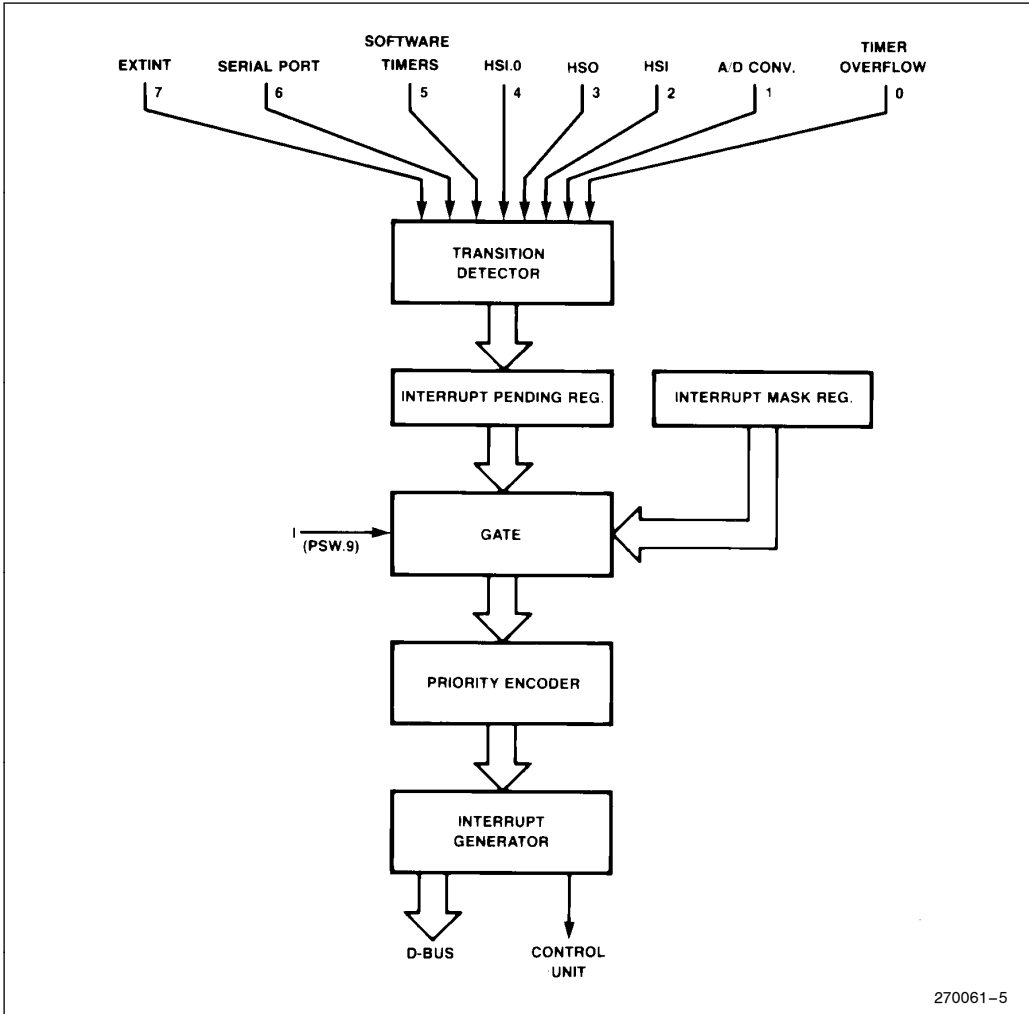 SOFTWARE TIMER
EXTINT SERIAL PORT TIMERS HSI.0 HSO HSI A/D CONV. OVERFLOW
7 6 5 4 3 2 1 0
TRANSITION
DETECTOR
INTERRUPT PENDING REG. INTERRUPT MASK REG.
I
(PSW.9)
GATE
PRIORITY ENCODER
INTERRUPT
GENERATOR
D-BUS CONTROL
UNIT
270061–5